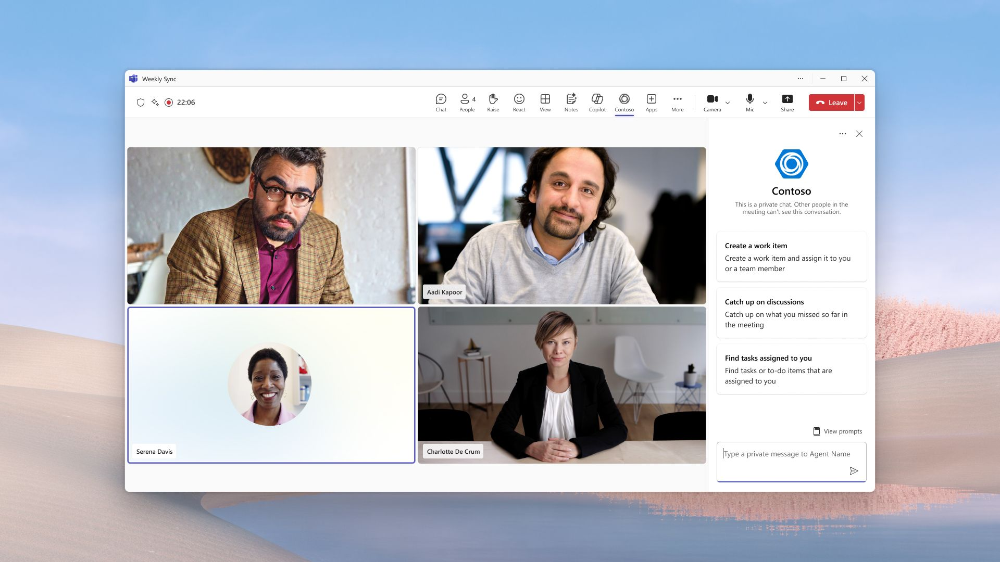 Weekly Sync
22:06
Chat
People
4
Raise
React
View
Notes
Copilot
Contoso
Apps
More
Camera
Mic
Share
Leave
Aadi Kapoor
Serena Davis
Charlotte De Crum
Contoso
This is a private chat. Other people in the
meeting can't see this conversation.
Create a work item
Create a work item and assign it to you
or a team member
Catch up on discussions
Catch up on what you missed so far in
the meeting
Find tasks assigned to you
Find tasks or to-do items that are
assigned to you
View prompts
Type a private message to Agent Name